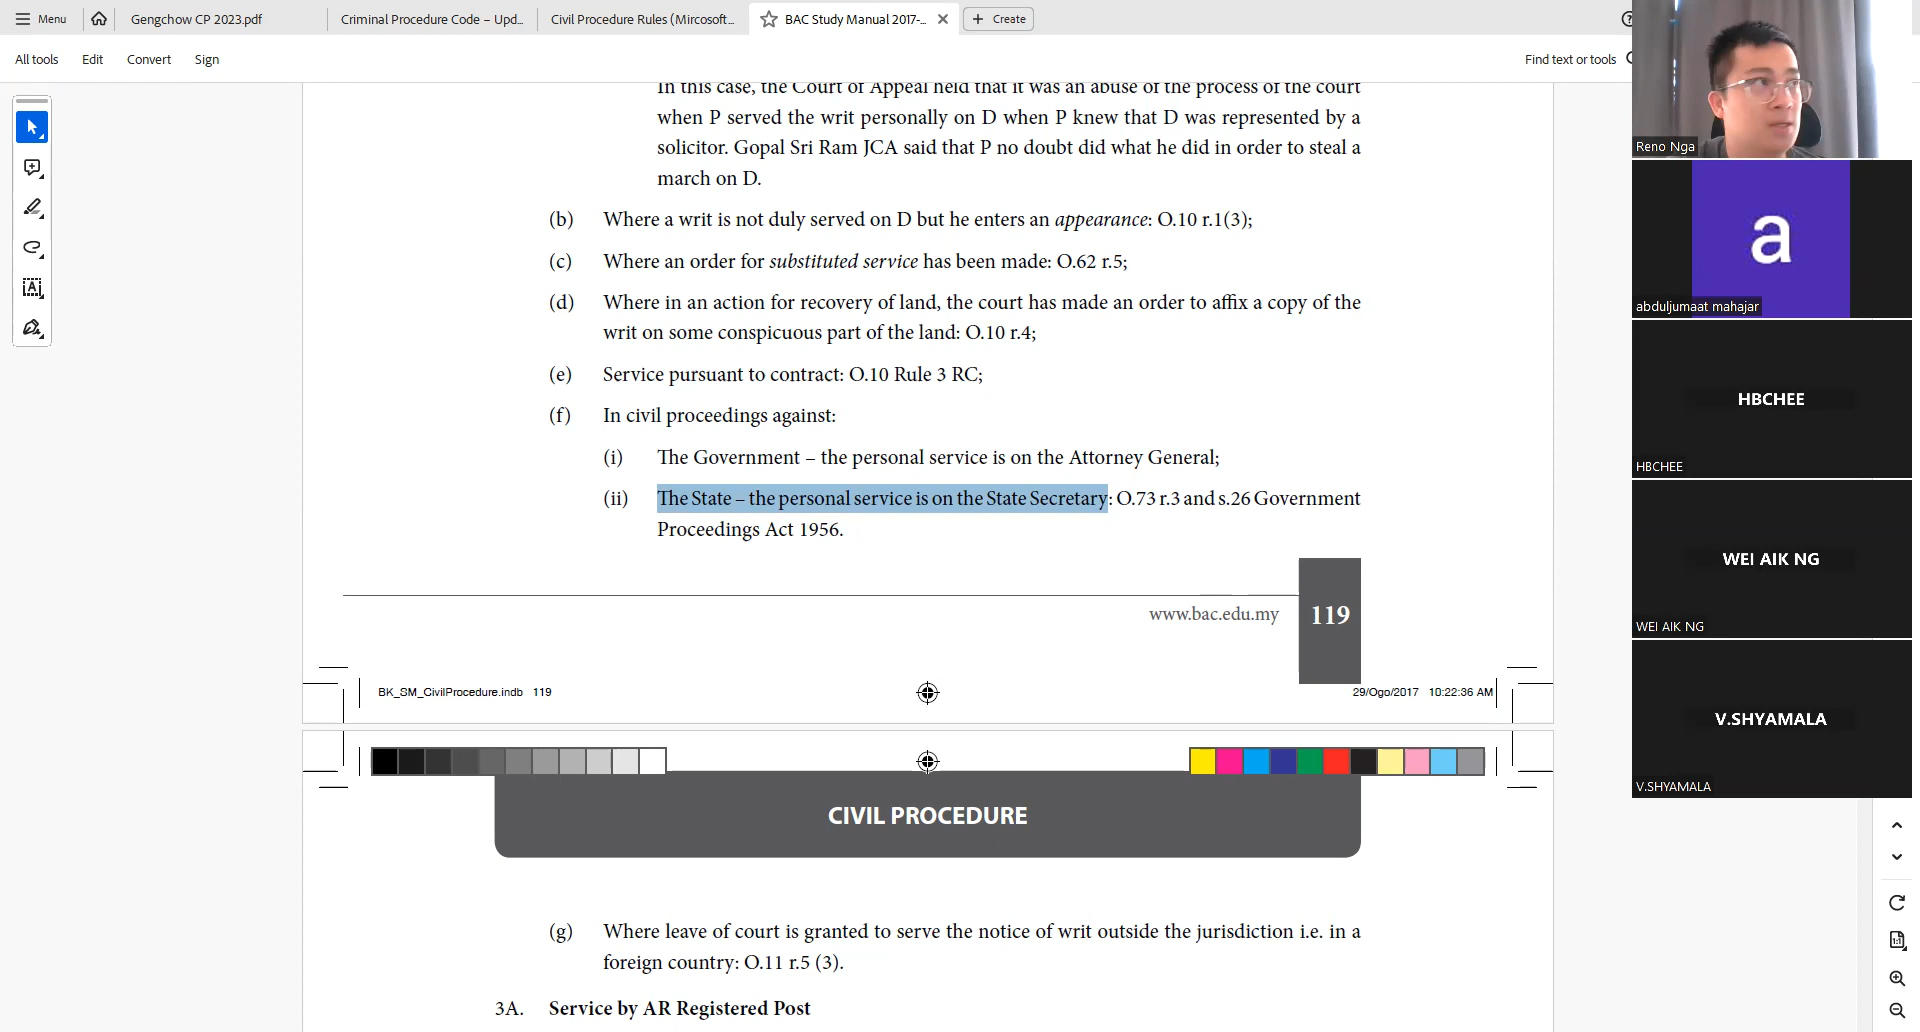 Menu
Gengchow CP 2023.pdf
Criminal Procedure Code – Upd...
Civil Procedure Rules (Mircosoft...
BAC Study Manual 2017-...
Create
All tools
Edit
Convert
Sign
Find text or tools
In this case, the Court of Appeal held that it was an abuse of the process of the court
when P served the writ personally on D when P knew that D was represented by a
solicitor. Gopal Sri Ram JCA said that P no doubt did what he did in order to steal a
march on D.
(b) Where a writ is not duly served on D but he enters an appearance: O.10 r.1(3);
(c) Where an order for substituted service has been made: O.62 r.5;
(d) Where in an action for recovery of land, the court has made an order to affix a copy of the
writ on some conspicuous part of the land: O.10 r.4;
(e) Service pursuant to contract: O.10 Rule 3 RC;
(f) In civil proceedings against:
(i) The Government – the personal service is on the Attorney General;
(ii) The State – the personal service is on the State Secretary: O.73 r.3 and s.26 Government
Proceedings Act 1956.
www.bac.edu.my
119
BK_SM_CivilProcedure.indb 119
29/Ogo/2017 10:22:36 AM
CIVIL PROCEDURE
(g) Where leave of court is granted to serve the notice of writ outside the jurisdiction i.e. in a
foreign country: O.11 r.5 (3).
3A. Service by AR Registered Post
Reno Nga
a
abduljumaat mahajar
HBCHEE
HBCHEE
WEI AIK NG
WEI AIK NG
V.SHYAMALA
V.SHYAMALA